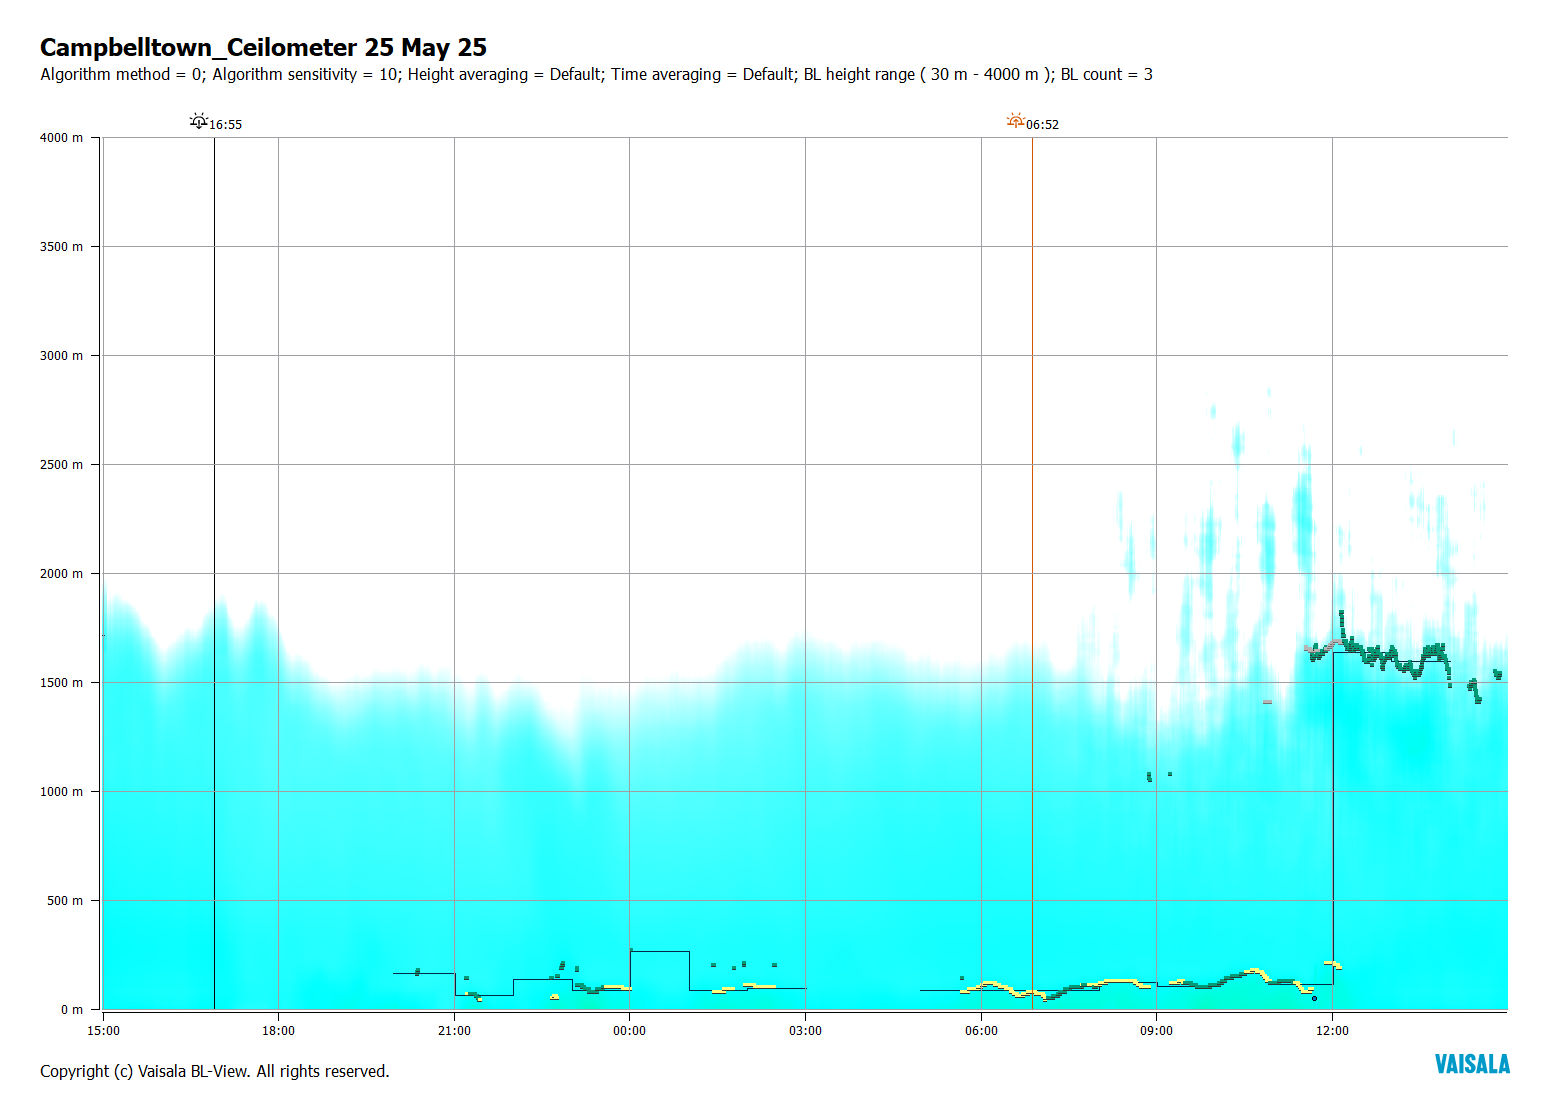 Campbelltown_Ceilometer 25 May 25
Algorithm method = 0; Algorithm sensitivity = 10; Height averaging = Default; Time averaging = Default; BL height range ( 30 m - 4000 m ); BL count = 3
16:55
06:52
4000 m
3500 m
3000 m
2500 m
2000 m
1500 m
1000 m
500 m
0 m
15:00 18:00 21:00 00:00 03:00 06:00 09:00 12:00
Copyright (c) Vaisala BL-View. All rights reserved.
VAISALA